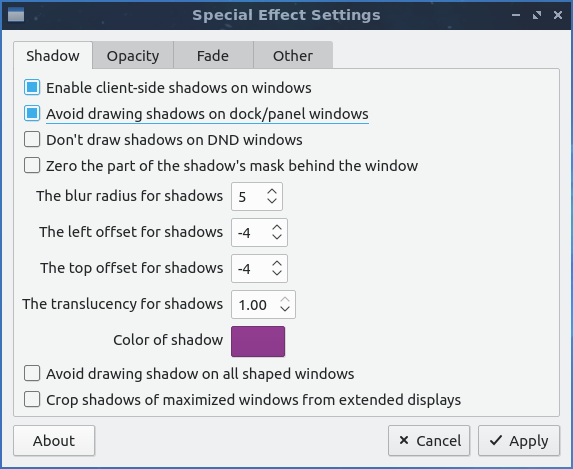 Special Effect Settings
Shadow Opacity Fade Other
Enable client-side shadows on windows
Avoid drawing shadows on dock/panel windows
Don't draw shadows on DND windows
Zero the part of the shadow's mask behind the window
The blur radius for shadows 5
The left offset for shadows -4
The top offset for shadows -4
The translucency for shadows 1.00
Color of shadow
Avoid drawing shadow on all shaped windows
Crop shadows of maximized windows from extended displays
About Cancel Apply